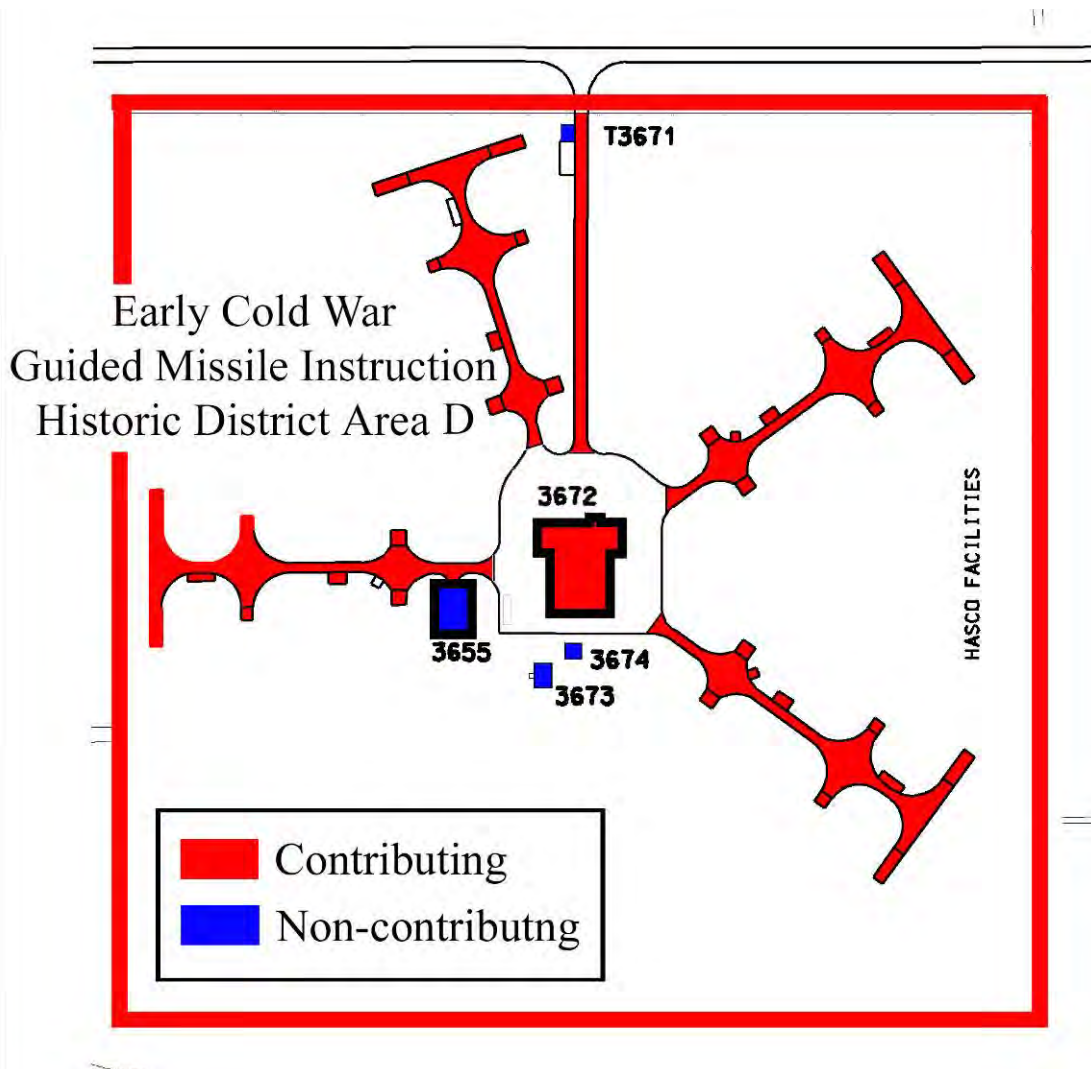 T3671
Early Cold War
Guided Missile Instruction
Historic District Area D
3672
HASCO FACILITIES
3655
3674
3673
Contributing
Non-contributng